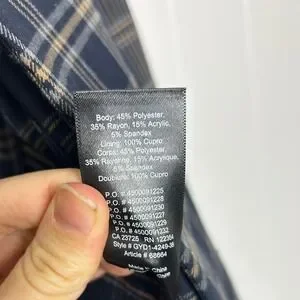 Body: 45% Polyester,
35% Rayon, 15% Acrylic,
5% Spandex
Lining: 100% Cupro
Corps: 45% Polyester,
35% Rayonne, 15% Acrylique,
5% Spandex
Doublure: 100% Cupro
P.O. # 4500091225
P.O. # 4500091228
P.O. # 4500091230
P.O. # 4500091227
P.O. # 4500091229
P.O. # 4500091232
CA 23725 RN 122364
Style # GYD1-4249-36
Article # 68664
Made in China